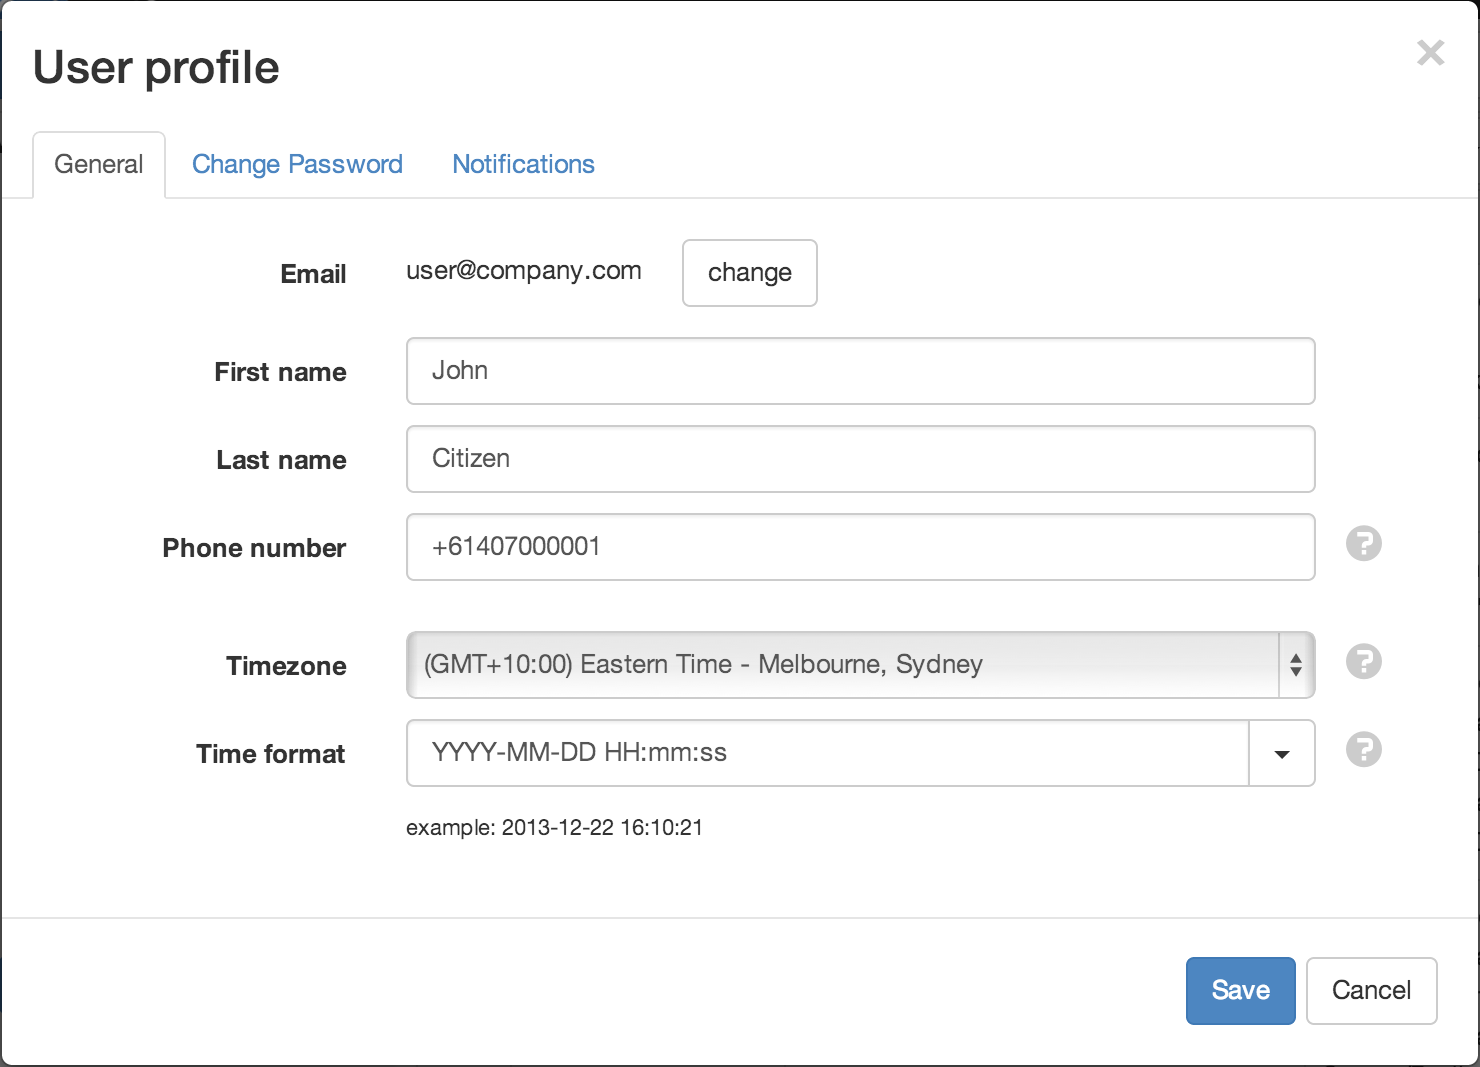 User profile
×
General Change Password Notifications
Email user@company.com change
First name John
Last name Citizen
Phone number +61407000001 ?
Timezone (GMT+10:00) Eastern Time - Melbourne, Sydney ?
Time format YYYY-MM-DD HH:mm:ss ?
example: 2013-12-22 16:10:21
Save Cancel